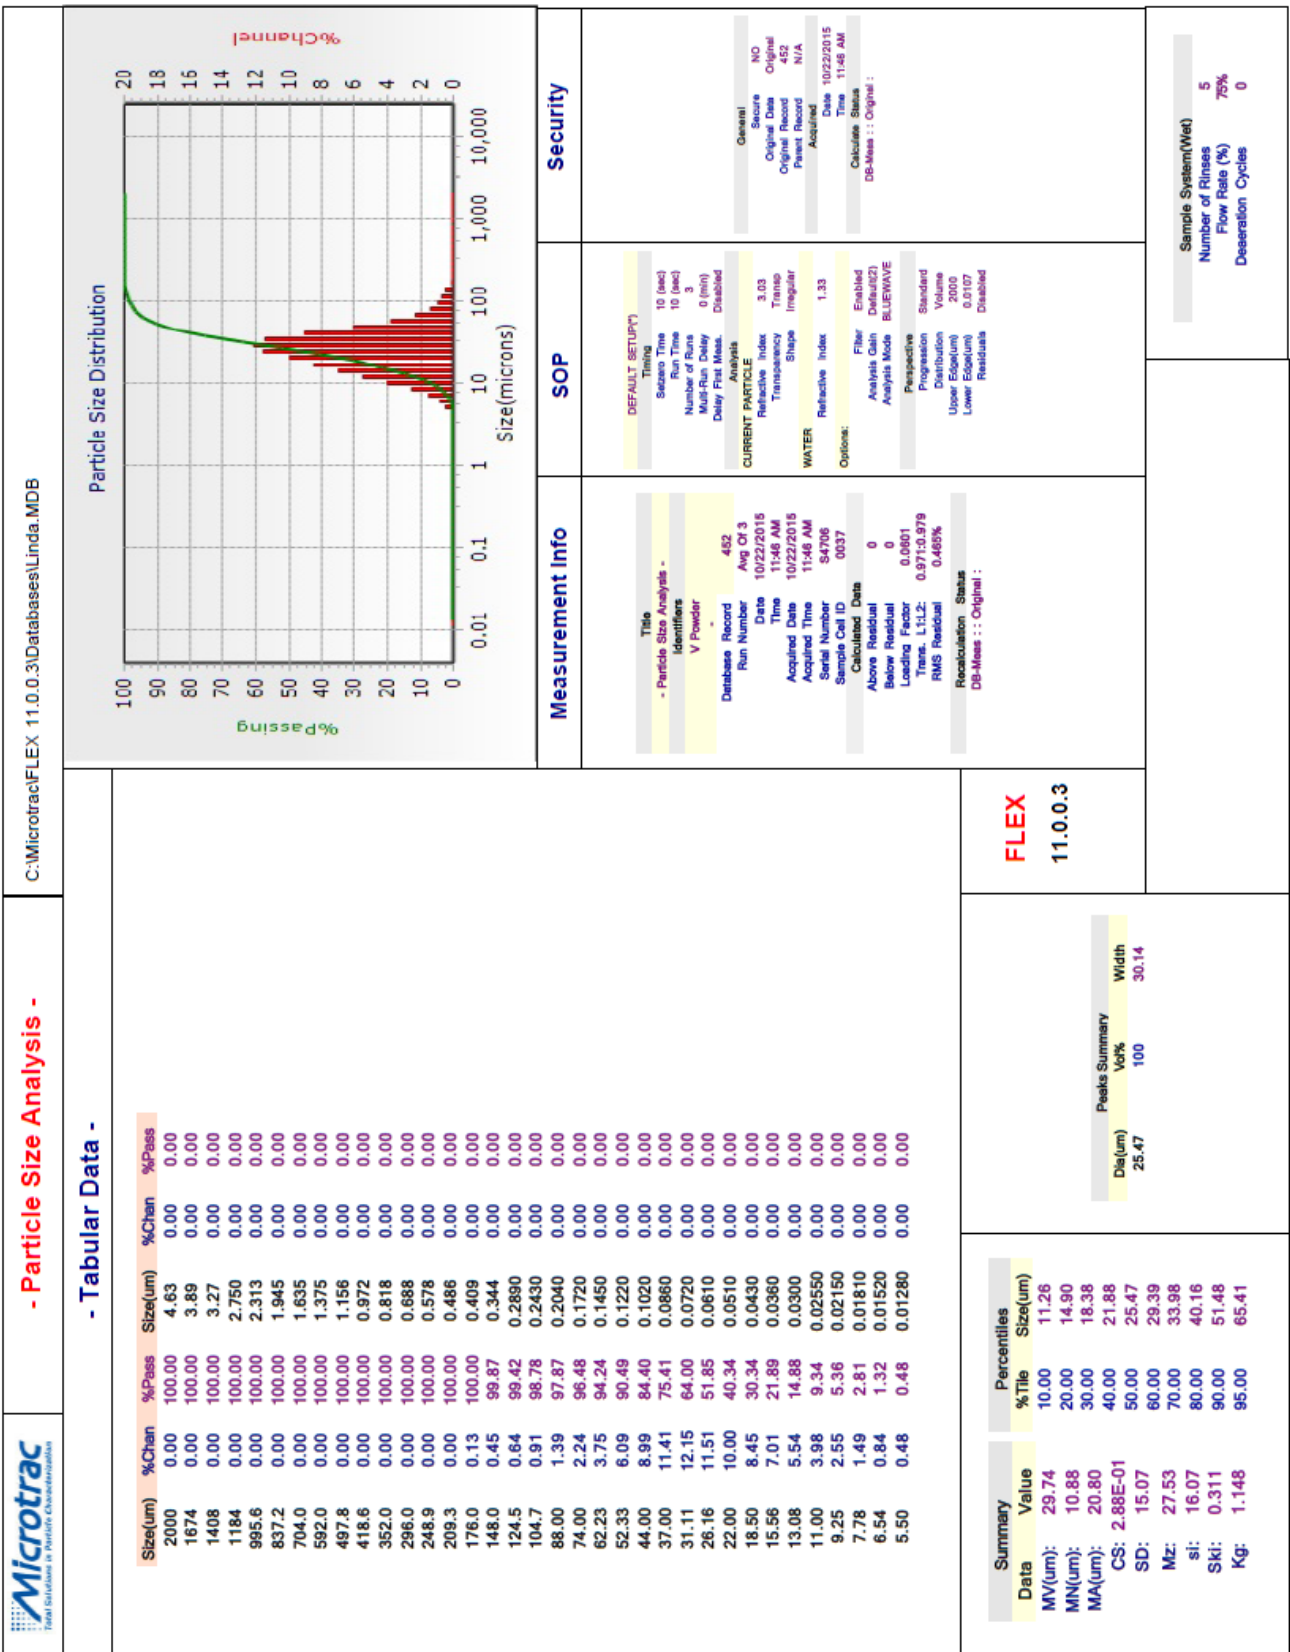 Microtrac
Total Solutions in Particle Characterization
- Particle Size Analysis -
C:\Microtrac\FLEX 11.0.0.3\Databases\Linda.MDB
- Tabular Data -
Size(um) %Chan %Pass Size(um) %Chan %Pass
2000 0.00 100.00 4.63 0.00 0.00
1674 0.00 100.00 3.89 0.00 0.00
1408 0.00 100.00 3.27 0.00 0.00
1184 0.00 100.00 2.750 0.00 0.00
995.6 0.00 100.00 2.313 0.00 0.00
837.2 0.00 100.00 1.945 0.00 0.00
704.0 0.00 100.00 1.635 0.00 0.00
592.0 0.00 100.00 1.375 0.00 0.00
497.8 0.00 100.00 1.156 0.00 0.00
418.6 0.00 100.00 0.972 0.00 0.00
352.0 0.00 100.00 0.818 0.00 0.00
296.0 0.00 100.00 0.688 0.00 0.00
248.9 0.00 100.00 0.578 0.00 0.00
209.3 0.00 100.00 0.486 0.00 0.00
176.0 0.13 100.00 0.409 0.00 0.00
148.0 0.45 99.87 0.344 0.00 0.00
124.5 0.64 99.42 0.2890 0.00 0.00
104.7 0.91 98.78 0.2430 0.00 0.00
88.00 1.39 97.87 0.2040 0.00 0.00
74.00 2.24 96.48 0.1720 0.00 0.00
62.23 3.75 94.24 0.1450 0.00 0.00
52.33 6.09 90.49 0.1220 0.00 0.00
44.00 8.99 84.40 0.1020 0.00 0.00
37.00 11.41 75.41 0.0860 0.00 0.00
31.11 12.15 64.00 0.0720 0.00 0.00
26.16 11.51 51.85 0.0610 0.00 0.00
22.00 10.00 40.34 0.0510 0.00 0.00
18.50 8.45 30.34 0.0430 0.00 0.00
15.56 7.01 21.89 0.0360 0.00 0.00
13.08 5.54 14.88 0.0300 0.00 0.00
11.00 3.98 9.34 0.02550 0.00 0.00
9.25 2.55 5.36 0.02150 0.00 0.00
7.78 1.49 2.81 0.01810 0.00 0.00
6.54 0.84 1.32 0.01520 0.00 0.00
5.50 0.48 0.48 0.01280 0.00 0.00
Particle Size Distribution
%Passing
100
90
80
70
60
50
40
30
20
10
0
%Channel
20
18
16
14
12
10
8
6
4
2
0
0.01 0.1 1 10 100 1,000 10,000
Size(microns)
Measurement Info
Title
- Particle Size Analysis -
Identifiers
V Powder
-
Database Record 452
Run Number Avg Of 3
Date 10/22/2015
Time 11:46 AM
Acquired Date 10/22/2015
Acquired Time 11:46 AM
Serial Number S4706
Sample Cell ID 0037
Calculated Data
Above Residual 0
Below Residual 0
Loading Factor 0.0601
Trans. L1:L2: 0.971:0.979
RMS Residual 0.465%
Recalculation Status
DB-Meas : : Original :
SOP
DEFAULT SETUP(*)
Timing
Setzero Time 10 (sec)
Run Time 10 (sec)
Number of Runs 3
Multi-Run Delay 0 (min)
Delay First Meas. Disabled
Analysis
CURRENT PARTICLE
Refractive Index 3.03
Transparency Transp
Shape Irregular
WATER
Refractive Index 1.33
Options:
Filter Enabled
Analysis Gain Default(2)
Analysis Mode BLUEWAVE
Perspective
Progression Standard
Distribution Volume
Upper Edge(um) 2000
Lower Edge(um) 0.0107
Residuals Disabled
Security
General
Secure NO
Original Data Original
Original Record 452
Parent Record N/A
Acquired
Date 10/22/2015
Time 11:46 AM
Calculate Status
DB-Meas : : Original :
Summary
Data Value
MV(um): 29.74
MN(um): 10.88
MA(um): 20.80
CS: 2.88E-01
SD: 15.07
Mz: 27.53
si: 16.07
Ski: 0.311
Kg: 1.148
Percentiles
%Tile Size(um)
10.00 11.26
20.00 14.90
30.00 18.38
40.00 21.88
50.00 25.47
60.00 29.39
70.00 33.98
80.00 40.16
90.00 51.48
95.00 65.41
Peaks Summary
Dia(um) Vol% Width
25.47 100 30.14
FLEX
11.0.0.3
Sample System(Wet)
Number of Rinses 5
Flow Rate (%) 75%
Deaeration Cycles 0